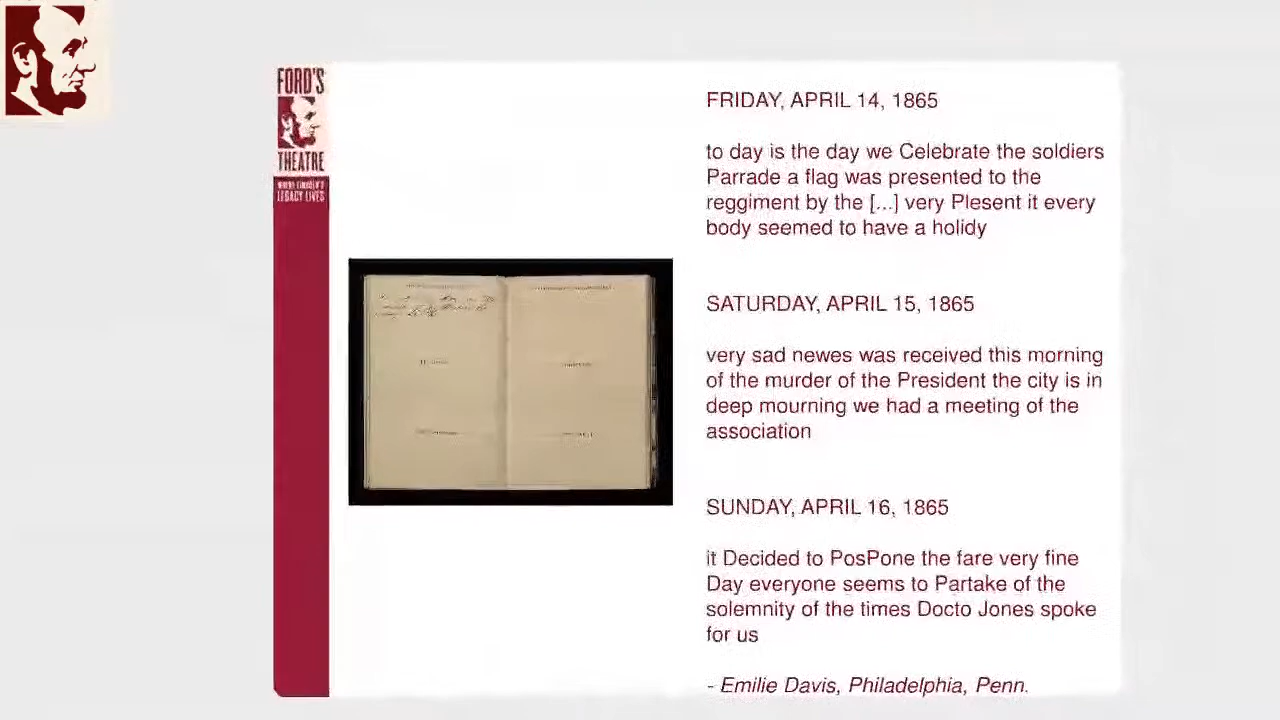 FORD'S
THEATRE
WHERE LINCOLN'S
LEGACY LIVES
FRIDAY, APRIL 14, 1865
to day is the day we Celebrate the soldiers
Parrade a flag was presented to the
reggiment by the [...] very Plesent it every
body seemed to have a holidy
SATURDAY, APRIL 15, 1865
very sad newes was received this morning
of the murder of the President the city is in
deep mourning we had a meeting of the
association
SUNDAY, APRIL 16, 1865
it Decided to PosPone the fare very fine
Day everyone seems to Partake of the
solemnity of the times Docto Jones spoke
for us
- Emilie Davis, Philadelphia, Penn.